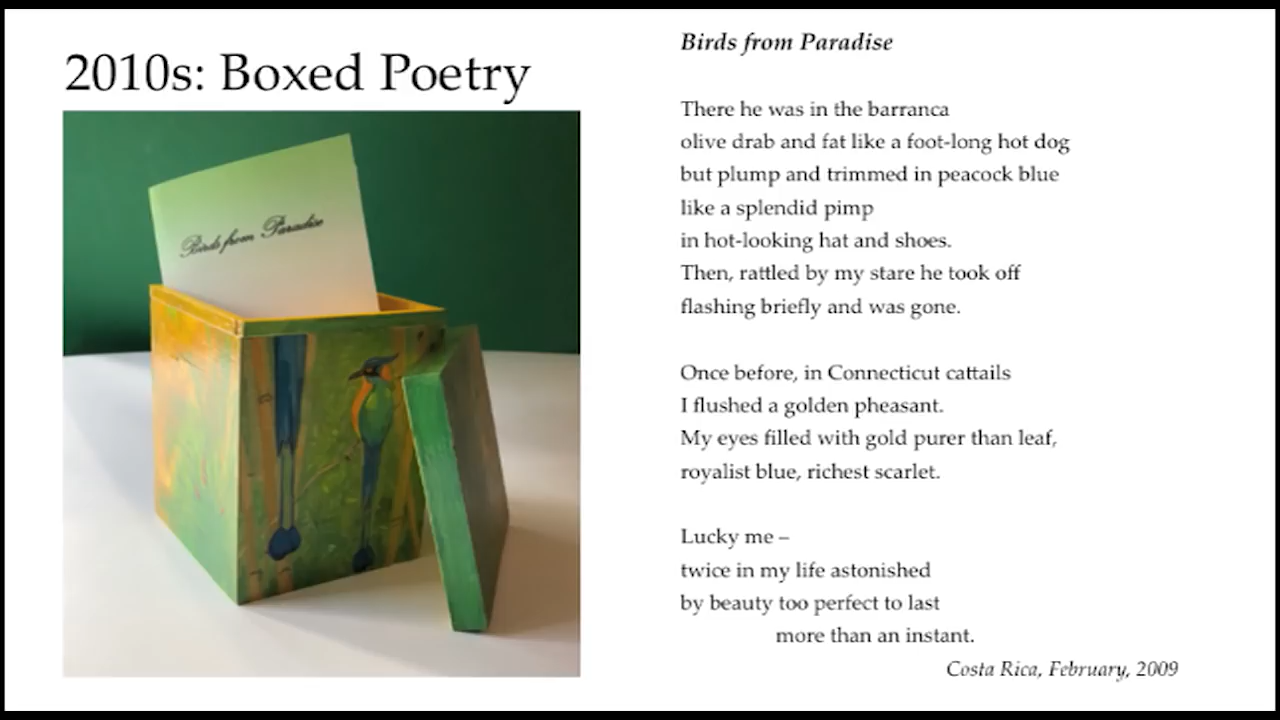 2010s: Boxed Poetry
Birds from Paradise
Birds from Paradise
There he was in the barranca
olive drab and fat like a foot-long hot dog
but plump and trimmed in peacock blue
like a splendid pimp
in hot-looking hat and shoes.
Then, rattled by my stare he took off
flashing briefly and was gone.
Once before, in Connecticut cattails
I flushed a golden pheasant.
My eyes filled with gold purer than leaf,
royalist blue, richest scarlet.
Lucky me –
twice in my life astonished
by beauty too perfect to last
more than an instant.
Costa Rica, February, 2009